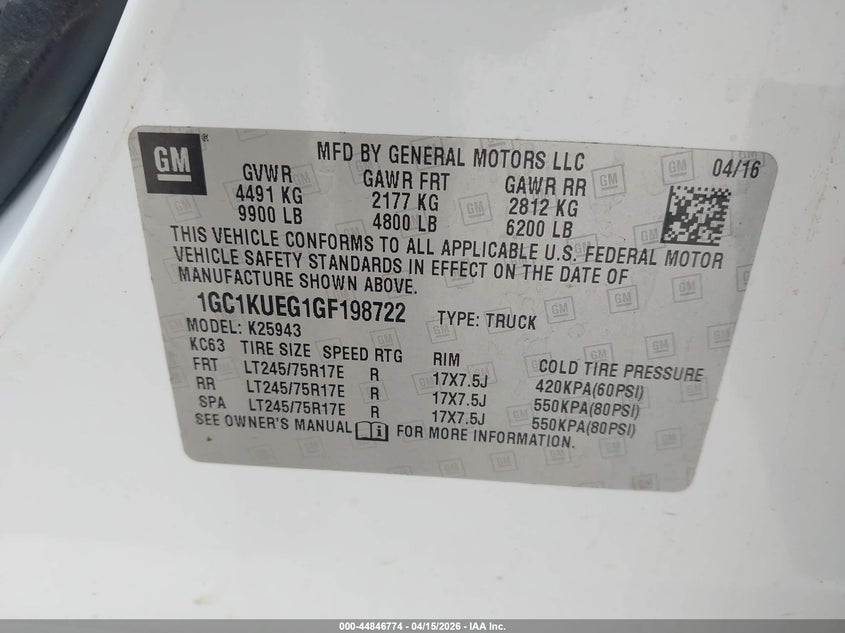 GM
MFD BY GENERAL MOTORS LLC
04/16
GVWR GAWR FRT GAWR RR
4491 KG 2177 KG 2812 KG
9900 LB 4800 LB 6200 LB
THIS VEHICLE CONFORMS TO ALL APPLICABLE U.S. FEDERAL MOTOR
VEHICLE SAFETY STANDARDS IN EFFECT ON THE DATE OF
MANUFACTURE SHOWN ABOVE.
1GC1KUEG1GF198722 TYPE: TRUCK
MODEL: K25943
KC63 TIRE SIZE SPEED RTG RIM COLD TIRE PRESSURE
FRT LT245/75R17E R 17X7.5J 420KPA(60PSI)
RR LT245/75R17E R 17X7.5J 550KPA(80PSI)
SPA LT245/75R17E R 17X7.5J 550KPA(80PSI)
SEE OWNER'S MANUAL FOR MORE INFORMATION.
000-44846774 - 04/15/2026 - IAA Inc.